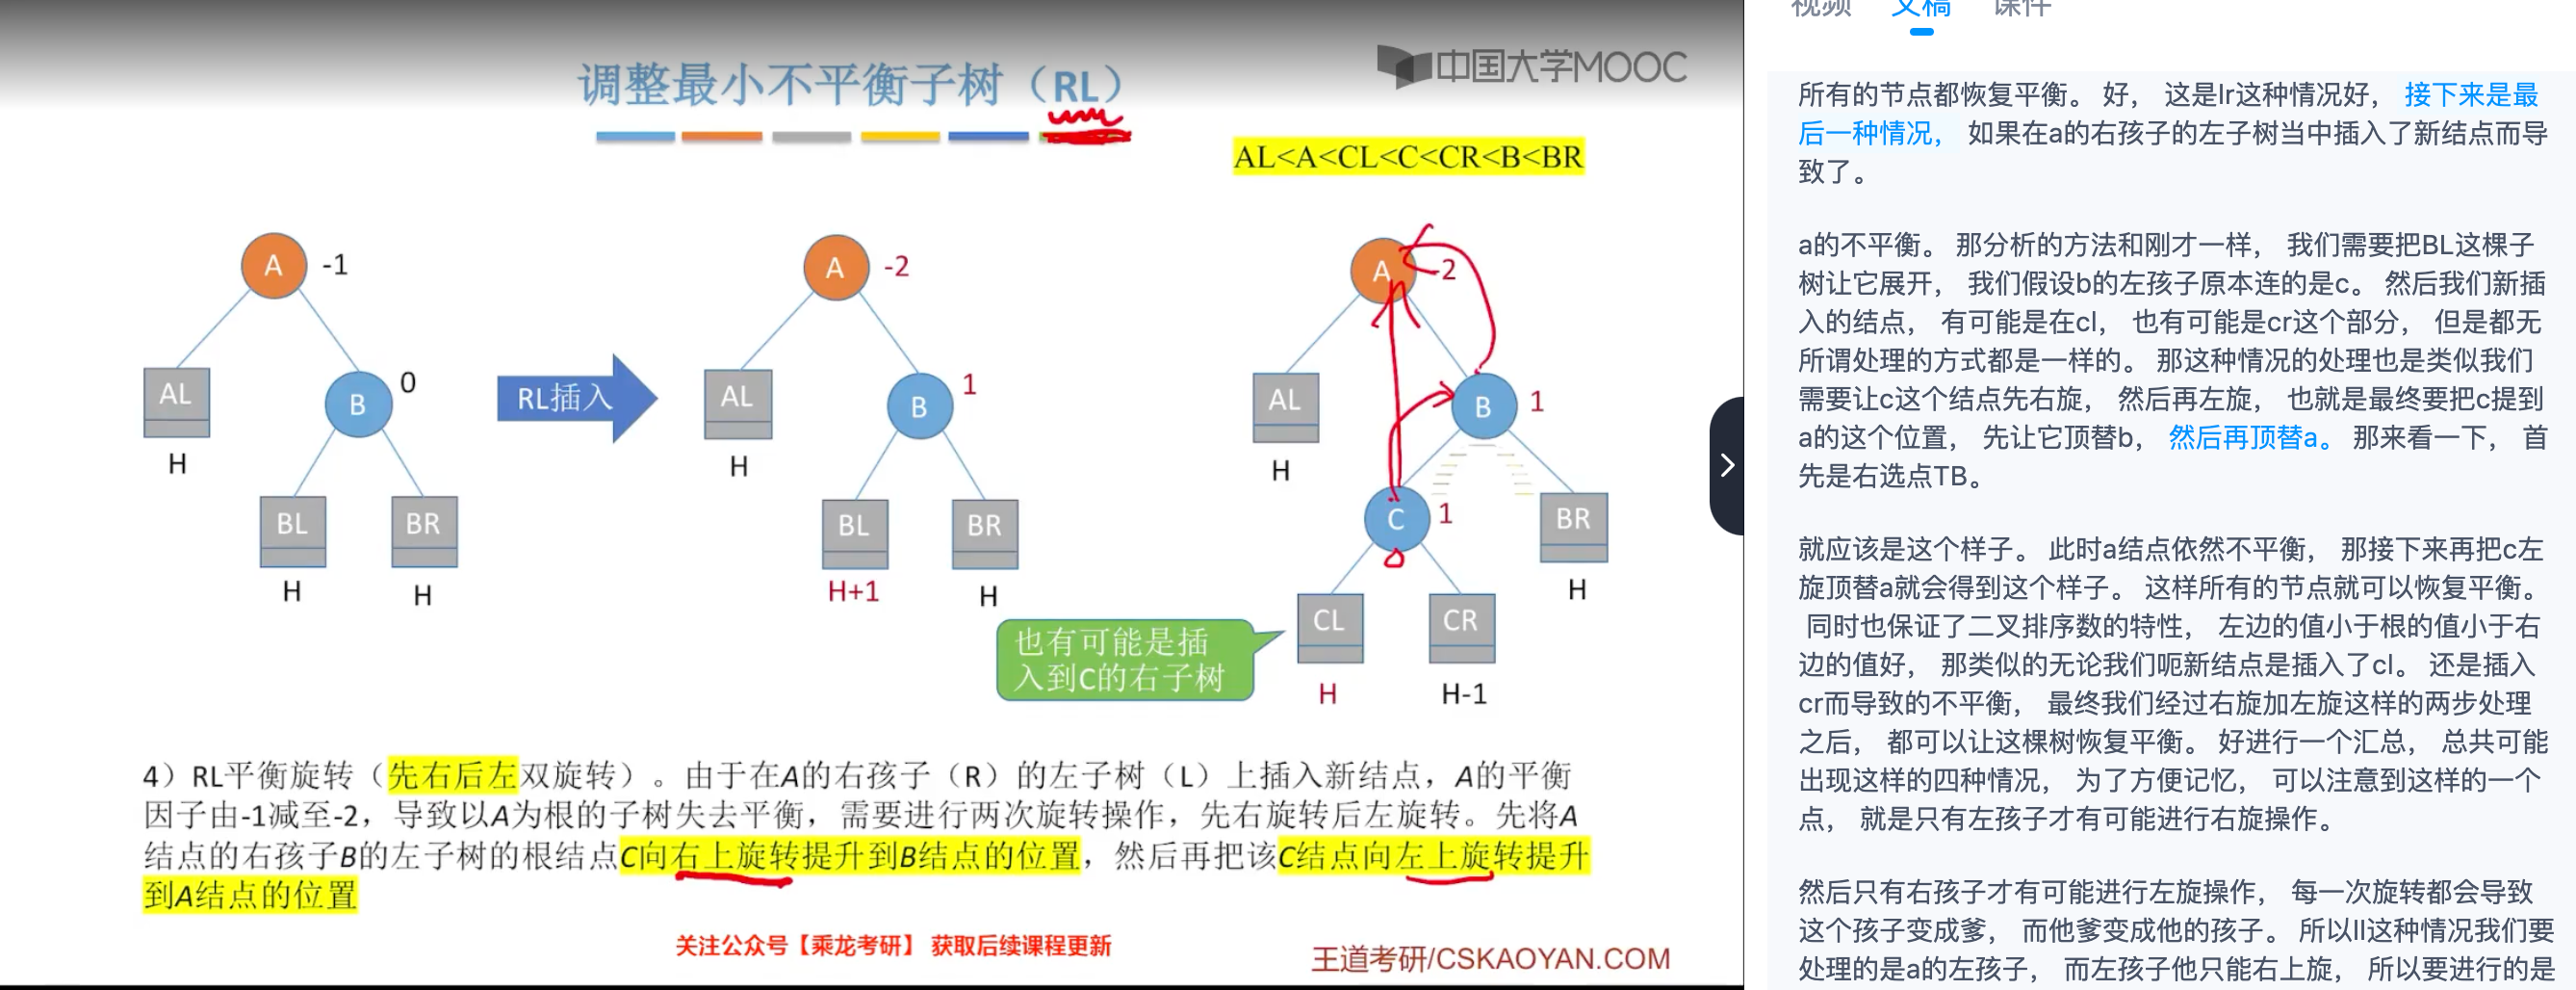 调整最小不平衡子树（RL）
中国大学MOOC
AL<A<CL<C<CR<B<BR
A
-1
AL
H
B
0
BL
H
BR
H
RL插入
A
-2
AL
H
B
1
BL
H+1
BR
H
A
-2
AL
H
B
1
C
1
BR
H
CL
H
CR
H-1
也有可能是插
入到C的右子树
4）RL平衡旋转（先右后左双旋转）。由于在A的右孩子（R）的左子树（L）上插入新结点，A的平衡
因子由-1减至-2，导致以A为根的子树失去平衡，需要进行两次旋转操作，先右旋转后左旋转。先将A
结点的右孩子B的左子树的根结点C向右上旋转提升到B结点的位置，然后再把该C结点向左上旋转提升
到A结点的位置
关注公众号【乘龙考研】 获取后续课程更新
王道考研/CSKAOYAN.COM
视频 文稿 课件
所有的节点都恢复平衡。 好， 这是lr这种情况好， 接下来是最
后一种情况， 如果在a的右孩子的左子树当中插入了新结点而导
致了。
a的不平衡。 那分析的方法和刚才一样， 我们需要把BL这棵子
树让它展开， 我们假设b的左孩子原本连的是c。 然后我们新插
入的结点， 有可能是在cl， 也有可能是cr这个部分， 但是都无
所谓处理的方式都是一样的。 那这种情况的处理也是类似我们
需要让c这个结点先右旋， 然后再左旋， 也就是最终要把c提到
a的这个位置， 先让它顶替b， 然后再顶替a。 那来看一下， 首
先是右选点TB。
就应该是这个样子。 此时a结点依然不平衡， 那接下来再把c左
旋顶替a就会得到这个样子。 这样所有的节点就可以恢复平衡。
同时也保证了二叉排序数的特性， 左边的值小于根的值小于右
边的值好， 那类似的无论我们呃新结点是插入了cl。 还是插入
cr而导致的不平衡， 最终我们经过右旋加左旋这样的两步处理
之后， 都可以让这棵树恢复平衡。 好进行一个汇总， 总共可能
出现这样的四种情况， 为了方便记忆， 可以注意到这样的一个
点， 就是只有左孩子才有可能进行右旋操作。
然后只有右孩子才有可能进行左旋操作， 每一次旋转都会导致
这个孩子变成爹， 而他爹变成他的孩子。 所以ll这种情况我们要
处理的是a的左孩子， 而左孩子他只能右上旋， 所以要进行的是